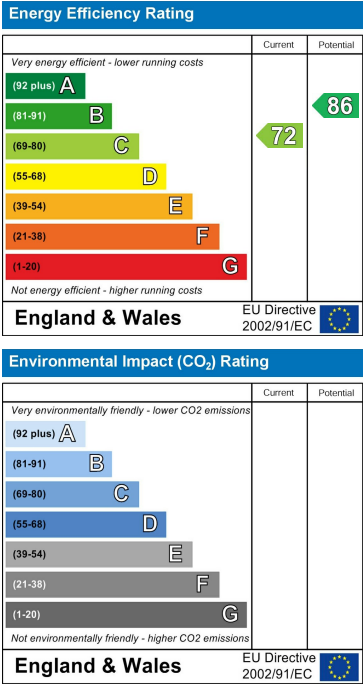 Energy Efficiency Rating
Current Potential
Very energy efficient - lower running costs
(92 plus) A
(81-91) B
(69-80) C
(55-68) D
(39-54) E
(21-38) F
(1-20) G
72
86
Not energy efficient - higher running costs
England & Wales
EU Directive
2002/91/EC
Environmental Impact (CO₂) Rating
Current Potential
Very environmentally friendly - lower CO2 emissions
(92 plus) A
(81-91) B
(69-80) C
(55-68) D
(39-54) E
(21-38) F
(1-20) G
Not environmentally friendly - higher CO2 emissions
England & Wales
EU Directive
2002/91/EC